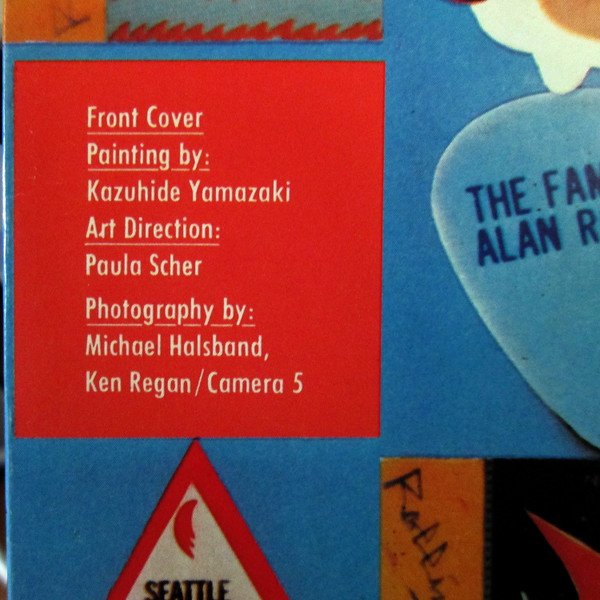 Front Cover
Painting by:
Kazuhide Yamazaki
Art Direction:
Paula Scher
Photography by:
Michael Halsband,
Ken Regan/Camera 5
THE FAN
ALAN R
SEATTLE